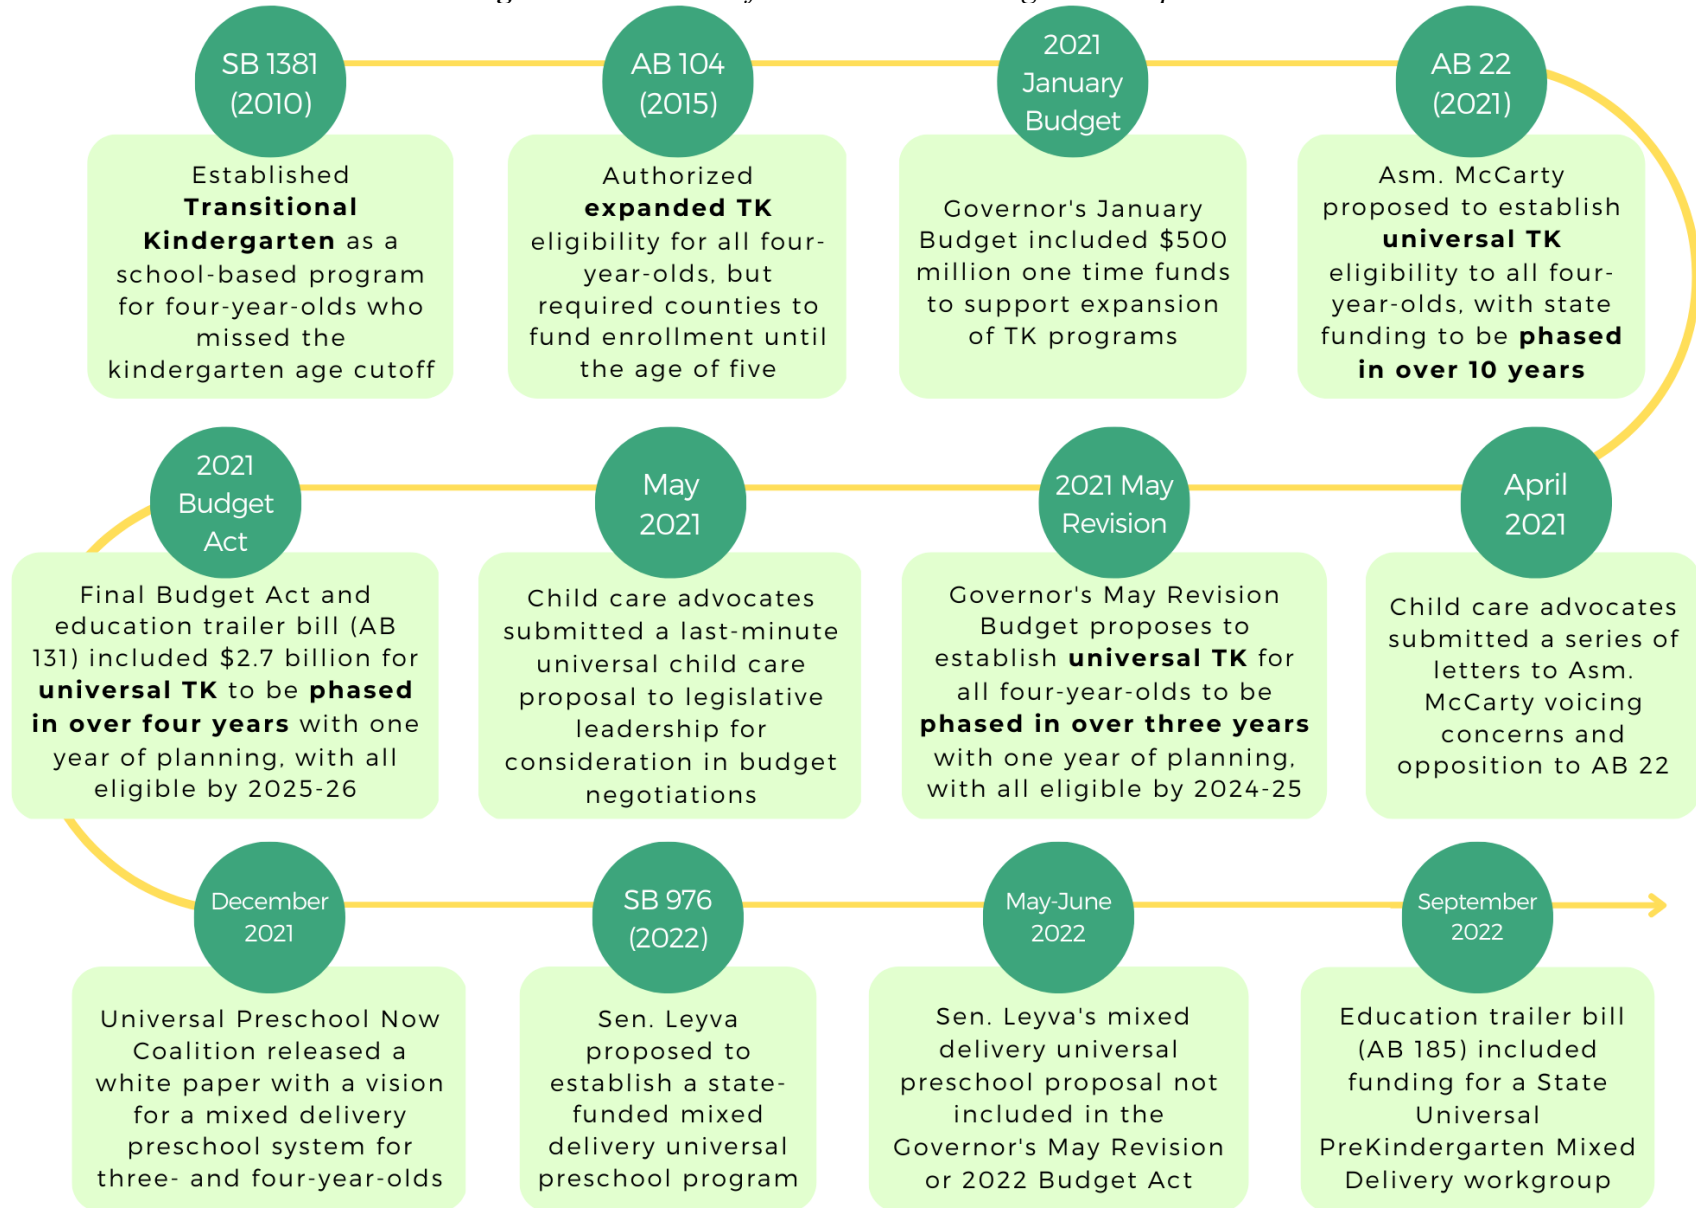 SB 1381
(2010)
Established
Transitional
Kindergarten as a
school-based program
for four-year-olds who
missed the
kindergarten age cutoff
AB 104
(2015)
Authorized
expanded TK
eligibility for all four-
year-olds, but
required counties to
fund enrollment until
the age of five
2021
January
Budget
Governor's January
Budget included $500
million one time funds
to support expansion
of TK programs
AB 22
(2021)
Asm. McCarty
proposed to establish
universal TK
eligibility to all four-
year-olds, with state
funding to be phased
in over 10 years
April
2021
Child care advocates
submitted a series of
letters to Asm.
McCarty voicing
concerns and
opposition to AB 22
2021 May
Revision
Governor's May Revision
Budget proposes to
establish universal TK for
all four-year-olds to be
phased in over three years
with one year of planning,
with all eligible by 2024-25
May
2021
Child care advocates
submitted a last-minute
universal child care
proposal to legislative
leadership for
consideration in budget
negotiations
2021
Budget
Act
Final Budget Act and
education trailer bill (AB
131) included $2.7 billion for
universal TK to be phased
in over four years with one
year of planning, with all
eligible by 2025-26
December
2021
Universal Preschool Now
Coalition released a
white paper with a vision
for a mixed delivery
preschool system for
three- and four-year-olds
SB 976
(2022)
Sen. Leyva
proposed to
establish a state-
funded mixed
delivery universal
preschool program
May-June
2022
Sen. Leyva's mixed
delivery universal
preschool proposal not
included in the
Governor's May Revision
or 2022 Budget Act
September
2022
Education trailer bill
(AB 185) included
funding for a State
Universal
PreKindergarten Mixed
Delivery workgroup